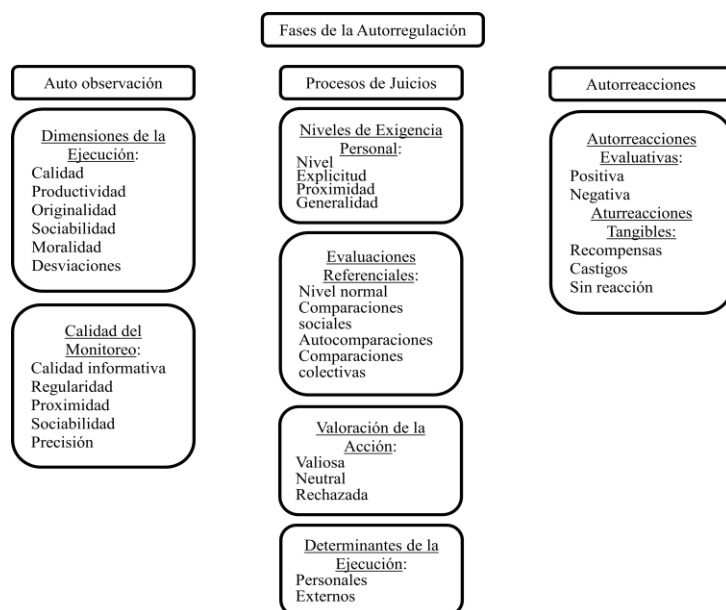 Fases de la Autorregulación
Auto observación
Dimensiones de la
Ejecución:
Calidad
Productividad
Originalidad
Sociabilidad
Moralidad
Desviaciones
Calidad del
Monitoreo:
Calidad informativa
Regularidad
Proximidad
Sociabilidad
Precisión
Procesos de Juicios
Niveles de Exigencia
Personal:
Nivel
Explicitud
Proximidad
Generalidad
Evaluaciones
Referenciales:
Nivel normal
Comparaciones
sociales
Autocomparaciones
Comparaciones
colectivas
Valoración de la
Acción:
Valiosa
Neutral
Rechazada
Determinantes de la
Ejecución:
Personales
Externos
Autorreacciones
Autorreacciones
Evaluativas:
Positiva
Negativa
Aturreacciones
Tangibles:
Recompensas
Castigos
Sin reacción